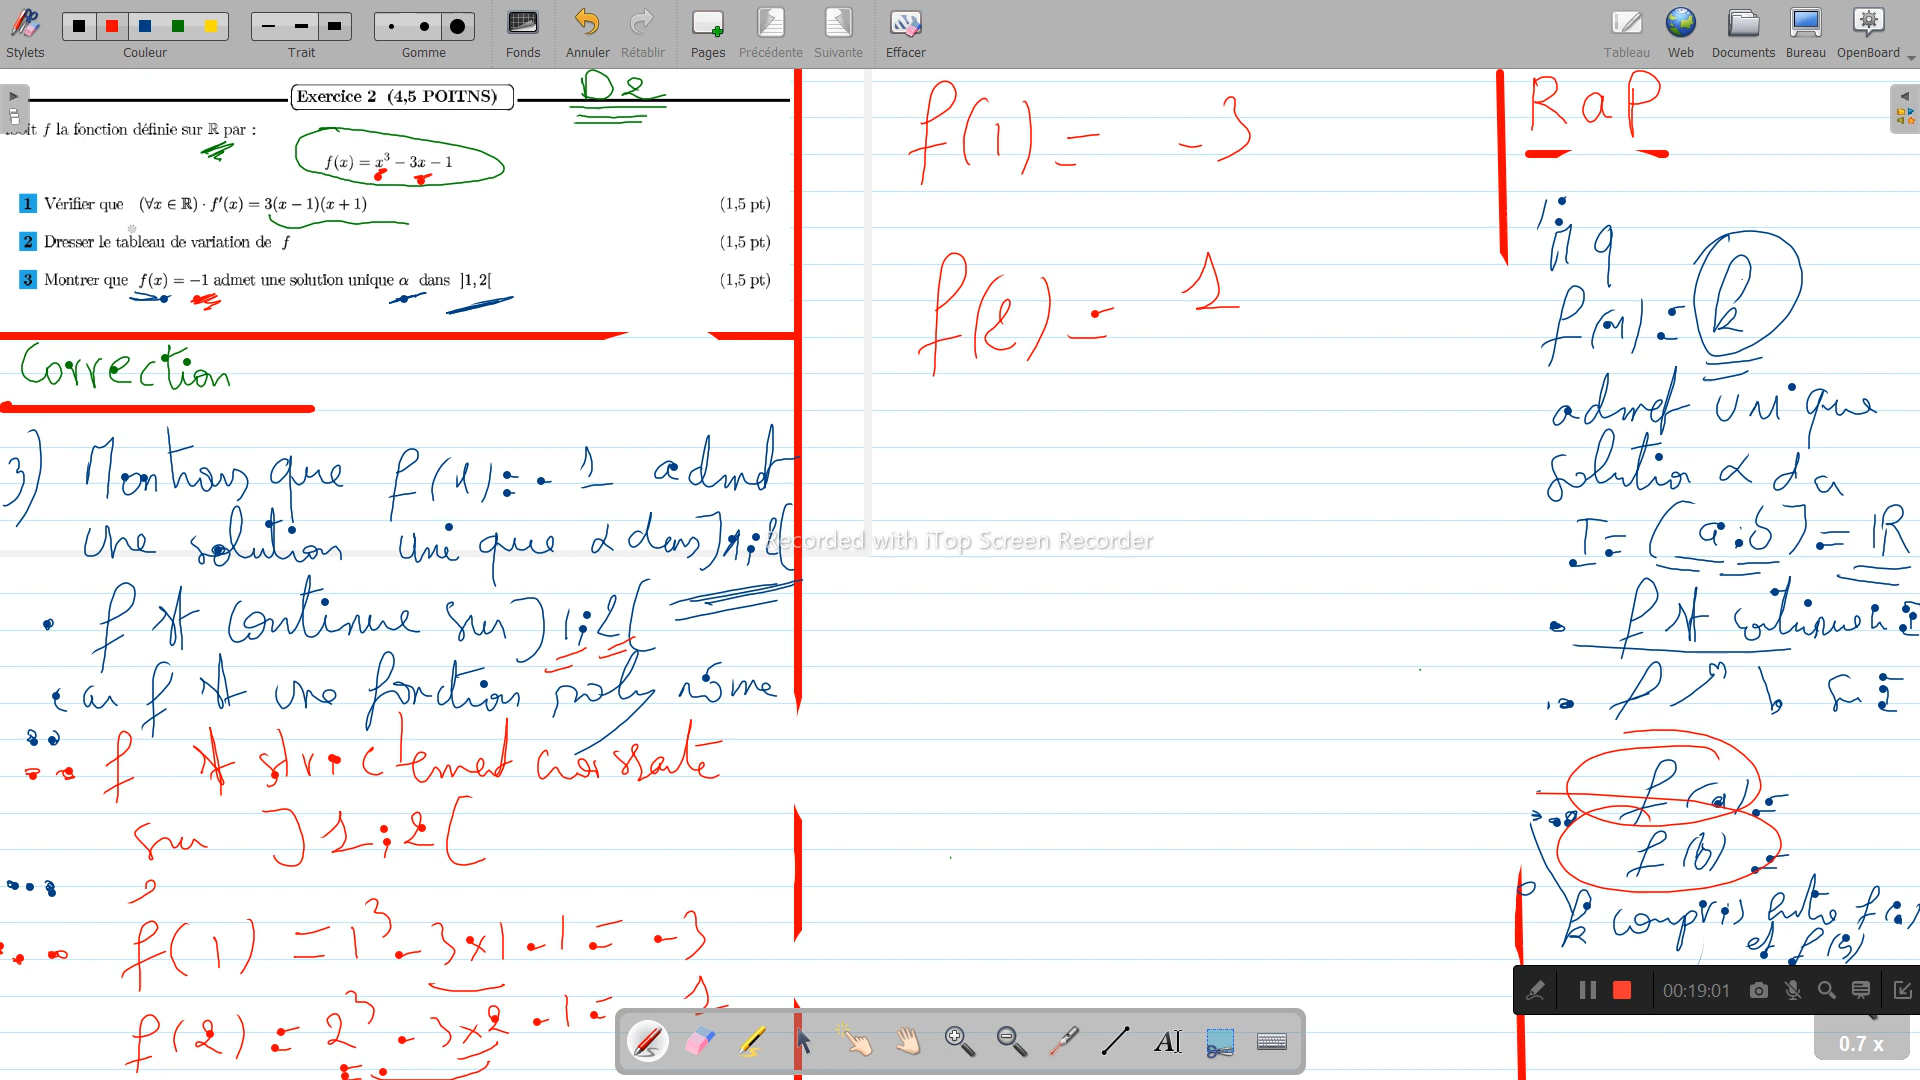 Stylets Couleur Trait Gomme Fonds Annuler Rétablir Pages Précédente Suivante Effacer Tableau Web Documents Bureau OpenBoard
Exercice 2 (4,5 POITNS)
D2
f la fonction définie sur ℝ par :
f(x) = x³ − 3x − 1
1 Vérifier que (∀x ∈ ℝ) · f′(x) = 3(x − 1)(x + 1) (1,5 pt)
2 Dresser le tableau de variation de f (1,5 pt)
3 Montrer que f(x) = −1 admet une solution unique α dans ]1, 2[ (1,5 pt)
Correction
3) Montrons que f(x) = -1 admet
une solution unique α dans ]1;2[
• f est continue sur ]1;2[
car f est une fonction polynôme
•• f est strictement croissante
sur ]1;2[
f(1) = 1³ - 3×1 - 1 = -3
f(2) = 2³ - 3×2 - 1 = 1
f(1) = -3
f(2) = 1
Recorded with iTop Screen Recorder
RaP
Mq
f(x) = k
admet unique
solution α da
I = (a;b) = ℝ
• f est continue
f sur I
f(a) =
f(b) =
k compris entre f(a)
et f(b)
00:19:01
0.7 x